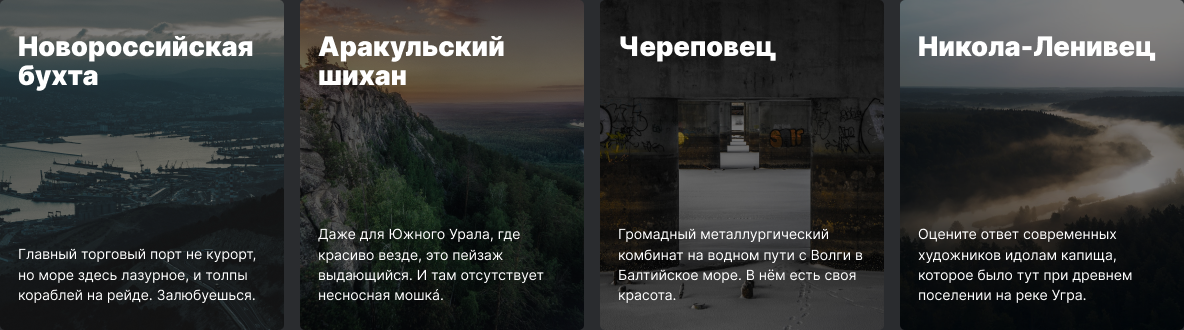 Новороссийская
бухта
Главный торговый порт не курорт,
но море здесь лазурное, и толпы
кораблей на рейде. Залюбуешься.
Аракульский
шихан
Даже для Южного Урала, где
красиво везде, это пейзаж
выдающийся. И там отсутствует
несносная мошка́.
Череповец
Громадный металлургический
комбинат на водном пути с Волги в
Балтийское море. В нём есть своя
красота.
Никола-Ленивец
Оцените ответ современных
художников идолам капища,
которое было тут при древнем
поселении на реке Угра.